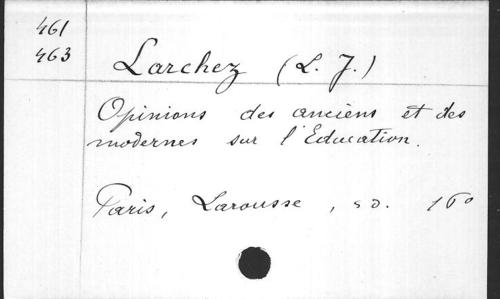 461
463
Larchez (L. J.)
Opinions des anciens et des
modernes sur l'Education.
Paris, Larousse, s d. 16°